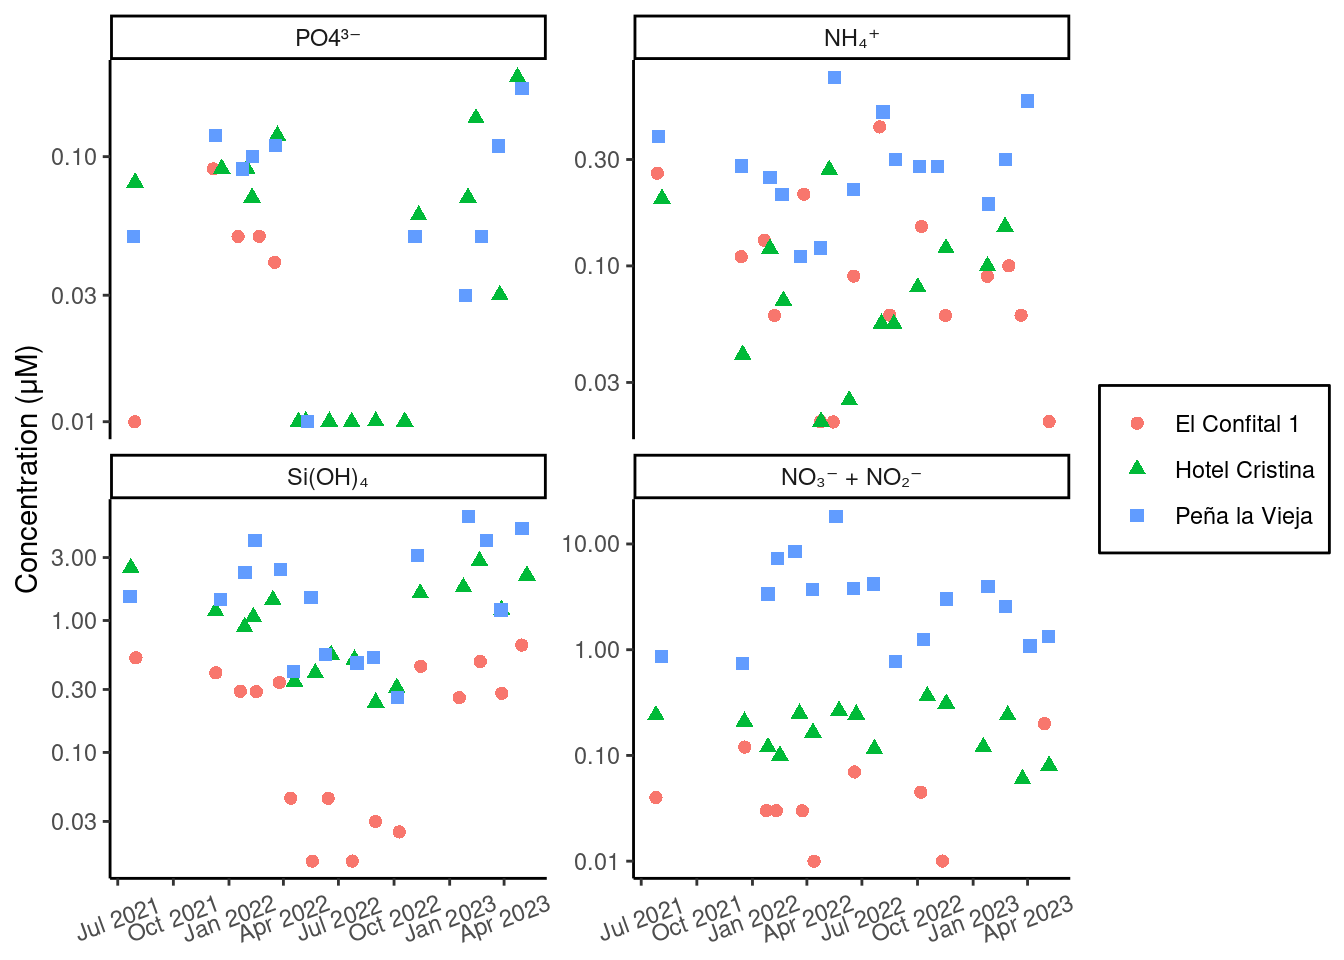 PO4³⁻
NH₄⁺
0.10
0.03
0.01
0.30
0.10
0.03
Concentration (µM)
Si(OH)₄
NO₃⁻ + NO₂⁻
3.00
1.00
0.30
0.10
0.03
10.00
1.00
0.10
0.01
Jul 2021
Oct 2021
Jan 2022
Apr 2022
Jul 2022
Oct 2022
Jan 2023
Apr 2023
Jul 2021
Oct 2021
Jan 2022
Apr 2022
Jul 2022
Oct 2022
Jan 2023
Apr 2023
El Confital 1
Hotel Cristina
Peña la Vieja